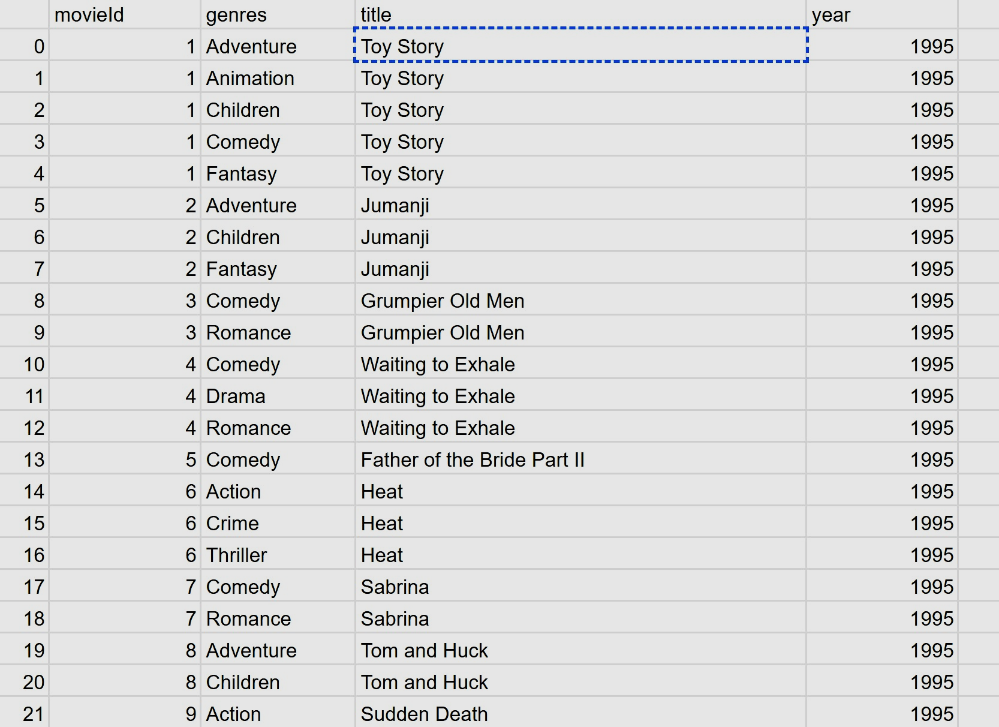 movieId genres title year
0 1 Adventure Toy Story 1995
1 1 Animation Toy Story 1995
2 1 Children Toy Story 1995
3 1 Comedy Toy Story 1995
4 1 Fantasy Toy Story 1995
5 2 Adventure Jumanji 1995
6 2 Children Jumanji 1995
7 2 Fantasy Jumanji 1995
8 3 Comedy Grumpier Old Men 1995
9 3 Romance Grumpier Old Men 1995
10 4 Comedy Waiting to Exhale 1995
11 4 Drama Waiting to Exhale 1995
12 4 Romance Waiting to Exhale 1995
13 5 Comedy Father of the Bride Part II 1995
14 6 Action Heat 1995
15 6 Crime Heat 1995
16 6 Thriller Heat 1995
17 7 Comedy Sabrina 1995
18 7 Romance Sabrina 1995
19 8 Adventure Tom and Huck 1995
20 8 Children Tom and Huck 1995
21 9 Action Sudden Death 1995